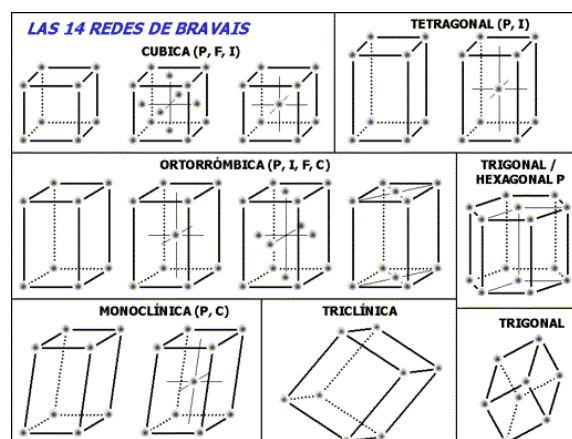 LAS 14 REDES DE BRAVAIS
CUBICA (P, F, I)
TETRAGONAL (P, I)
ORTORRÓMBICA (P, I, F, C)
TRIGONAL /
HEXAGONAL P
MONOCLÍNICA (P, C)
TRICLÍNICA
TRIGONAL